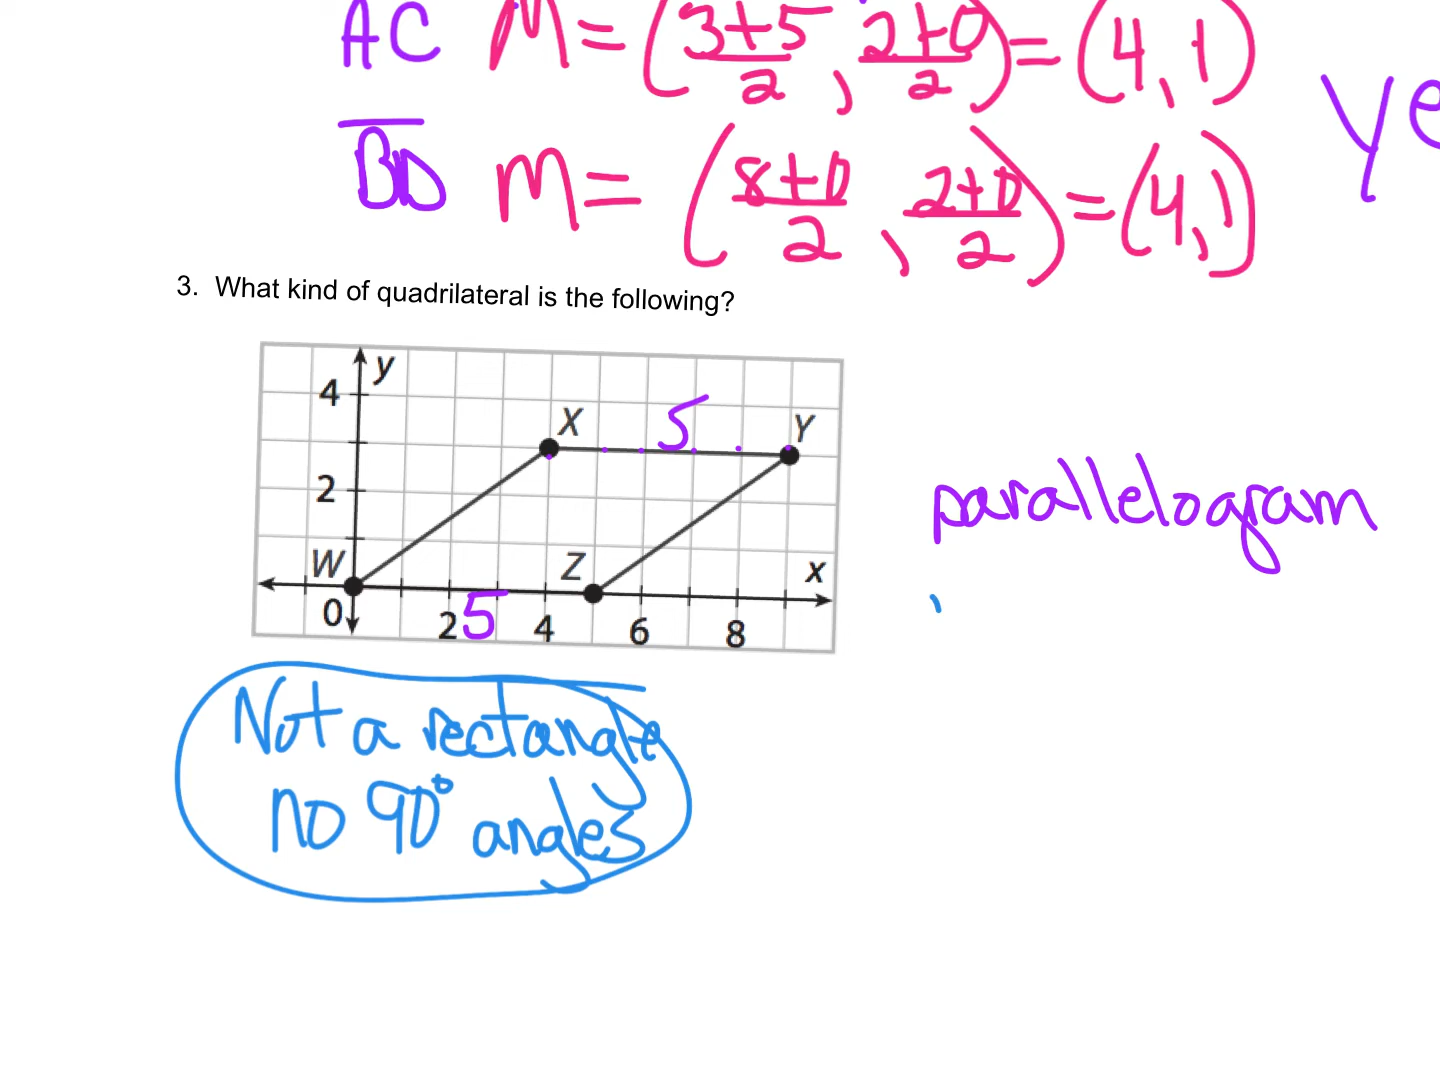 AC M = (3+5/2, 2+0/2) = (4,1)
Ye
BD M = (8+0/2, 2+0/2) = (4,1)
3. What kind of quadrilateral is the following?
y
4
X 5 Y
2
W Z x
0 2 5 4 6 8
parallelogram
Not a rectangle
no 90° angles